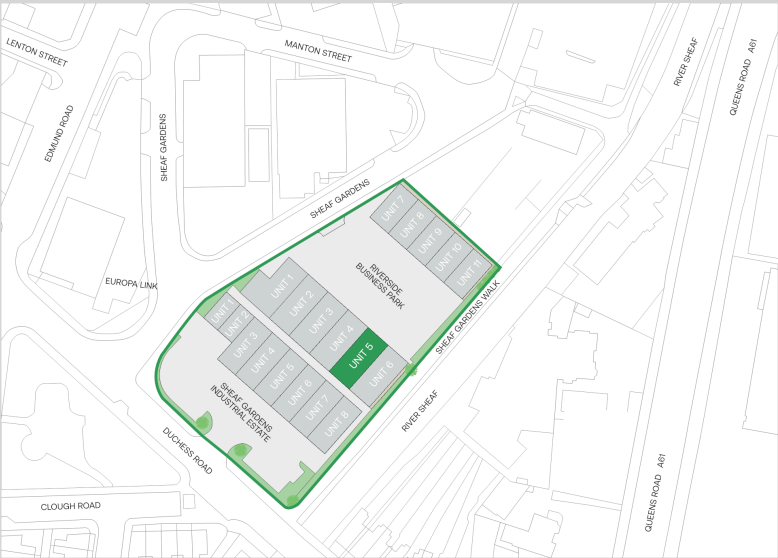 LENTON STREET
MANTON STREET
RIVER SHEAF
QUEENS ROAD A61
EDMUND ROAD
SHEAF GARDENS
SHEAF GARDENS
UNIT 7
UNIT 8
UNIT 9
UNIT 10
UNIT 11
RIVERSIDE
BUSINESS PARK
EUROPA LINK
UNIT 1
UNIT 2
UNIT 3
UNIT 4
UNIT 5
UNIT 6
SHEAF GARDENS WALK
UNIT 1
UNIT 2
UNIT 3
UNIT 4
UNIT 5
UNIT 6
UNIT 7
UNIT 8
SHEAF GARDENS
INDUSTRIAL ESTATE
RIVER SHEAF
DUCHESS ROAD
CLOUGH ROAD
QUEENS ROAD A61